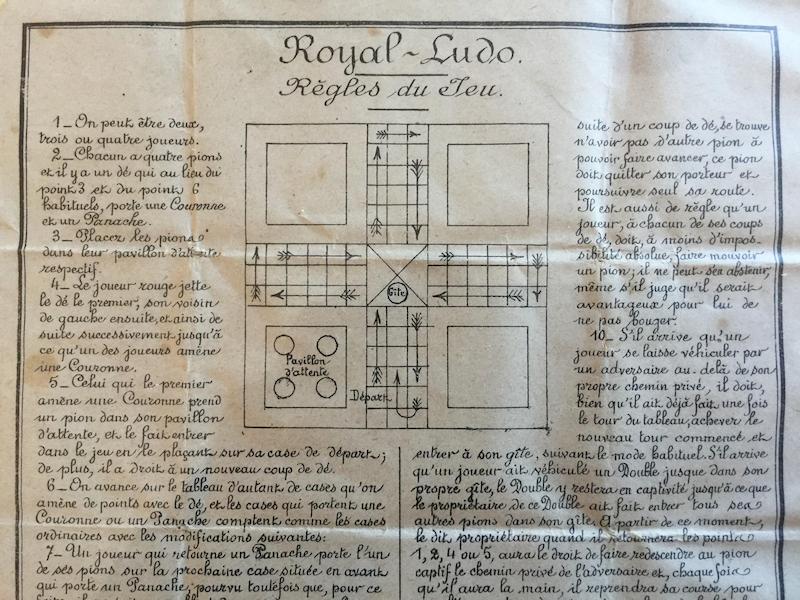 Royal-Ludo.
Règles du Jeu.
1_On peut être deux,
trois ou quatre joueurs.
2_Chacun a quatre pions
et il y a un dé qui au lieu du
point 3 et du point 6
habituels, porte une Couronne
et un Panache.
3_Placer les pions
dans leur pavillon d'attente
respectif.
4_Le joueur rouge jette
le dé le premier, son voisin
de gauche ensuite, et ainsi de
suite successivement jusqu'à
ce qu'un des joueurs amène
une Couronne.
5_Celui qui le premier
amène une Couronne prend
un pion dans son pavillon
d'attente, et le fait entrer
dans le jeu en le plaçant sur sa case de départ;
de plus, il a droit à un nouveau coup de dé.
6_On avance sur le tableau d'autant de cases qu'on
amène de points avec le dé, et les cases qui portent une
Couronne ou un Panache comptent comme les cases
ordinaires avec les modifications suivantes:
7_Un joueur qui retourne un Panache porte l'un
de ses pions sur la prochaine case située en avant
qui porte un Panache, pourvu toutefois que, pour ce
Gîte
Pavillon
d'attente
Départ
suite d'un coup de dé, se trouve
n'avoir pas d'autre pion à
pouvoir faire avancer, ce pion
doit quitter son porteur et
poursuivre seul sa route.
Il est aussi de règle qu'un
joueur, à chacun de ses coups
de dé, doit, à moins d'impos-
sibilité absolue, faire mouvoir
un pion; il ne peut s'en abstenir,
même s'il juge qu'il serait
avantageux pour lui de
ne pas bouger.
10_S'il arrive qu'un
joueur se laisse véhiculer par
un adversaire au-delà de son
propre chemin privé, il doit,
bien qu'il ait déjà fait une fois
le tour du tableau, achever le
nouveau tour commencé et
entrer à son gîte, suivant le mode habituel. S'il arrive
qu'un joueur ait véhiculé un Double jusque dans son
propre gîte, le Double y restera en captivité jusqu'à ce que
le propriétaire de ce Double ait fait entrer tous ses
autres pions dans son gîte. A partir de ce moment,
le dit propriétaire quand il retournera les points
1, 2, 4 ou 5, aura le droit de faire redescendre au pion
captif le chemin privé de l'adversaire et, chaque fois
qu'il aura la main, il reprendra sa course pour